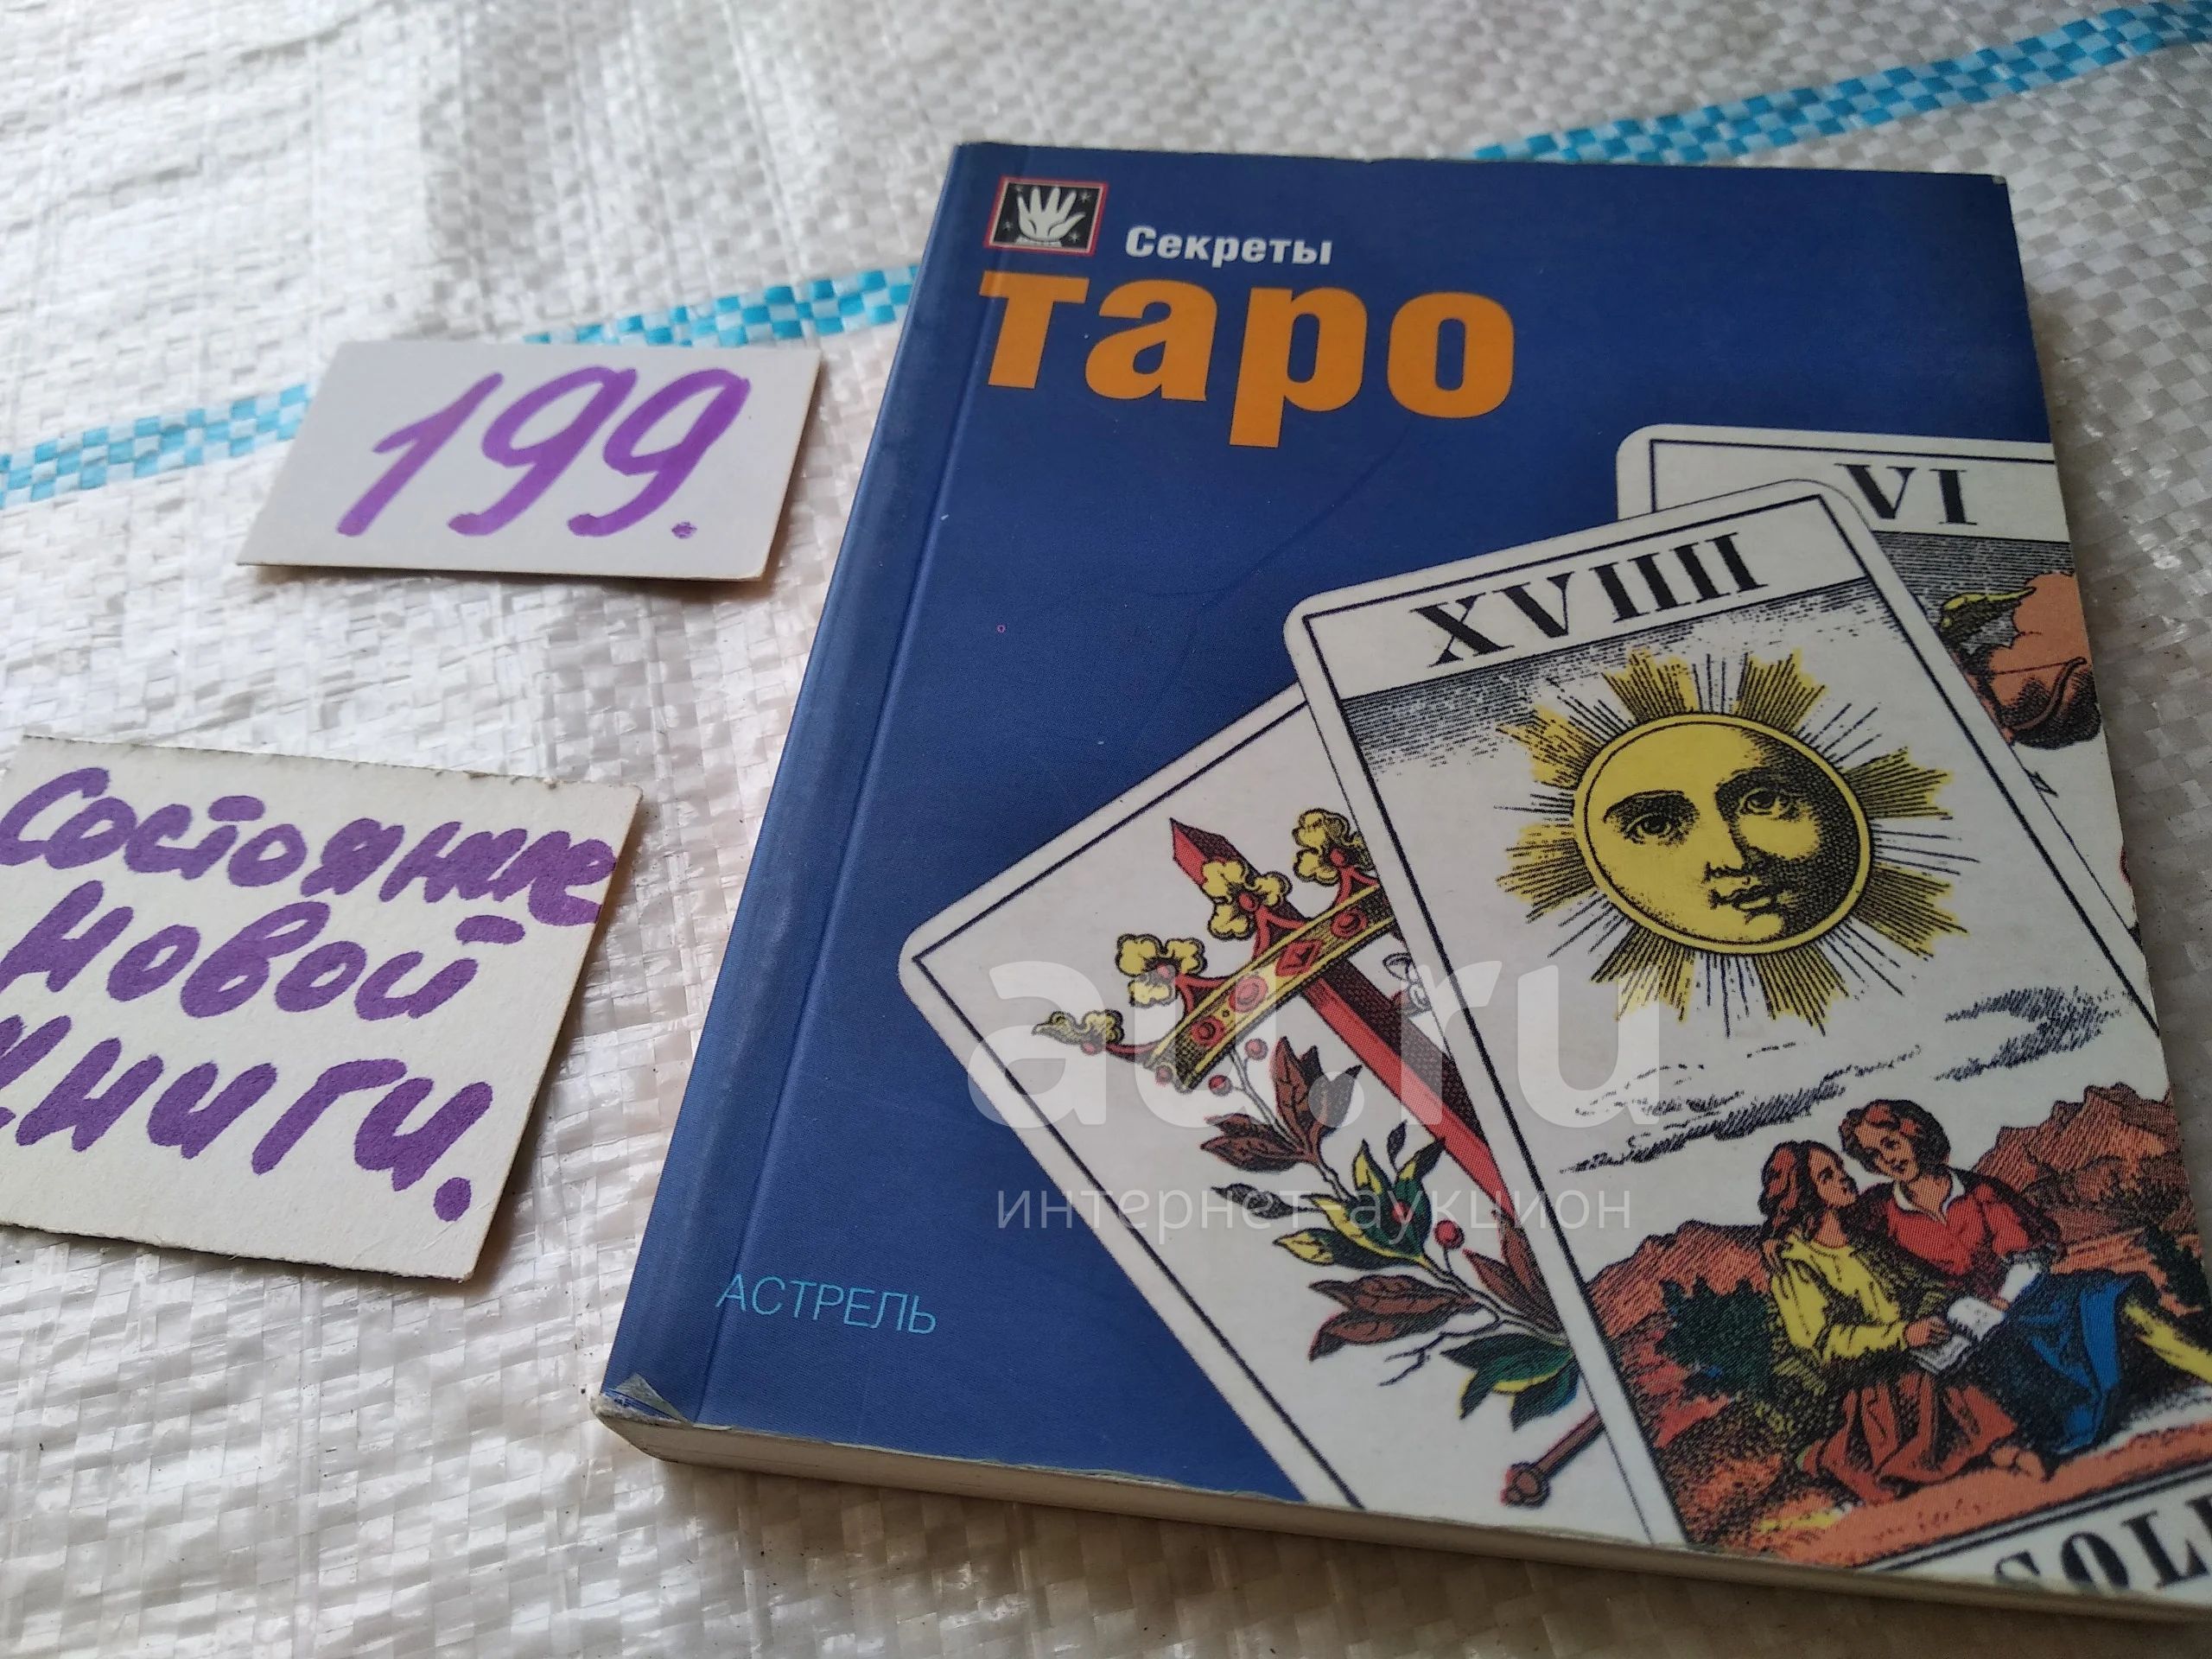 Секреты
таро
VI
XVIIII
199.
Состояние
новой
книги.
au.ru
интернет-аукцион
АСТРЕЛЬ
SOL